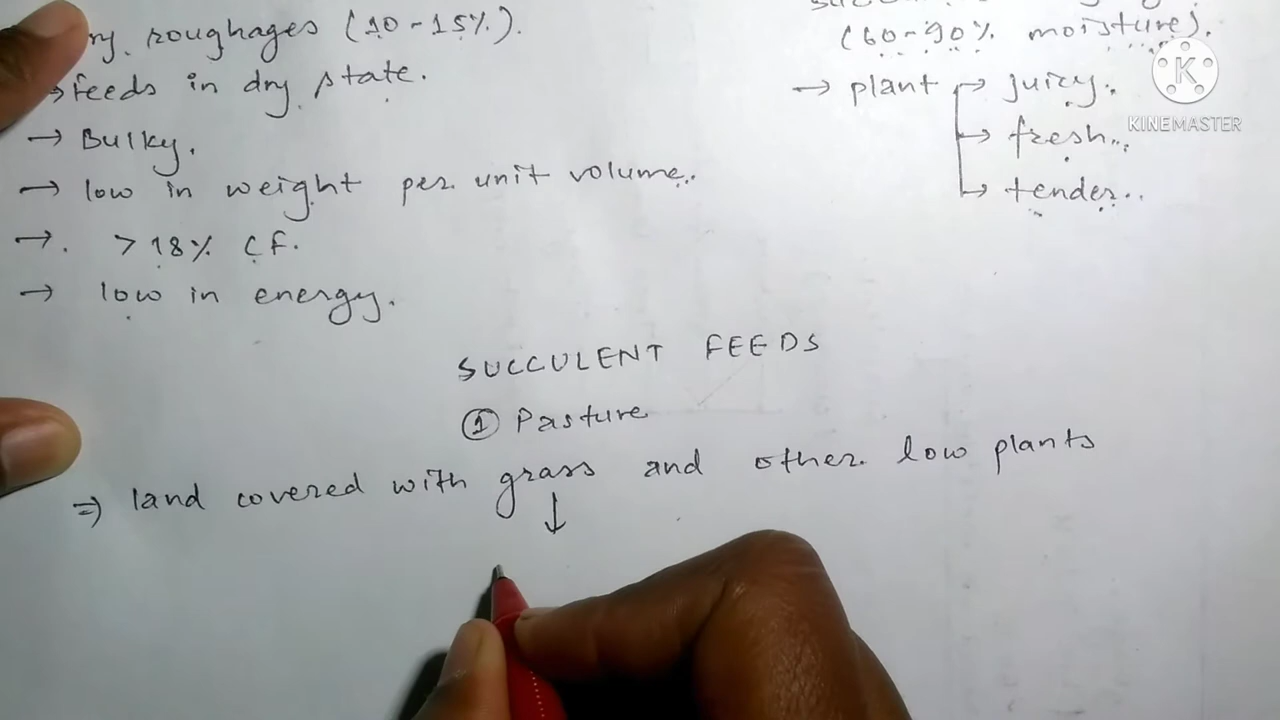 roughages (10-15%).
→ feeds in dry state.
→ Bulky.
→ low in weight per unit volume.
→ >18% CF.
→ low in energy.
(60-90% moisture).
→ plant → juicy.
→ fresh.
→ tender.
KINEMASTER
SUCCULENT FEEDS
① Pasture
⇒ land covered with grass and other low plants
↓